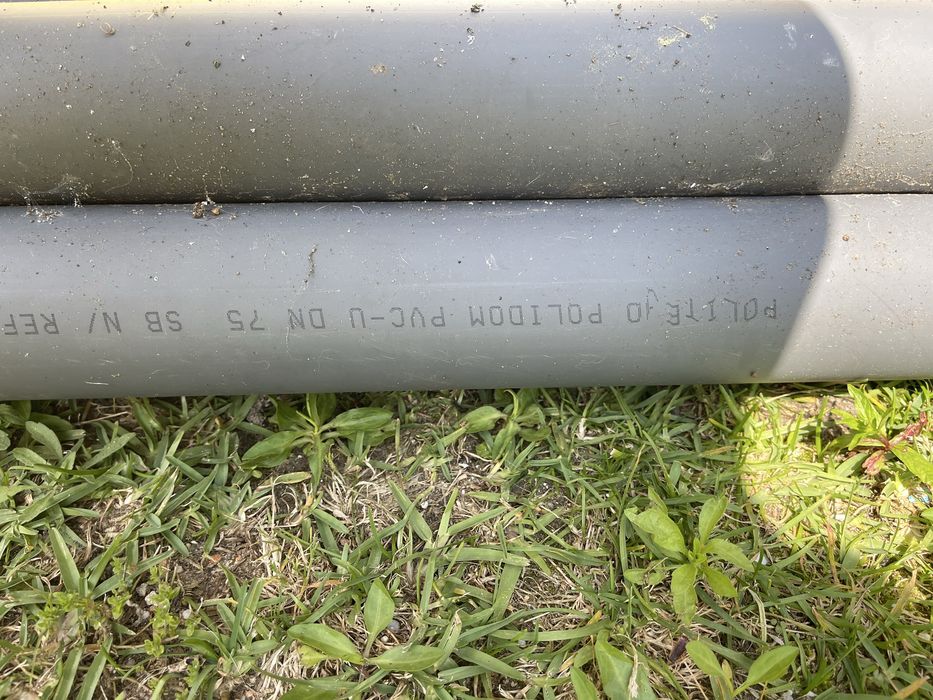 POLITEJO POLIDOM PVC-U DN 75 SB N/ REF